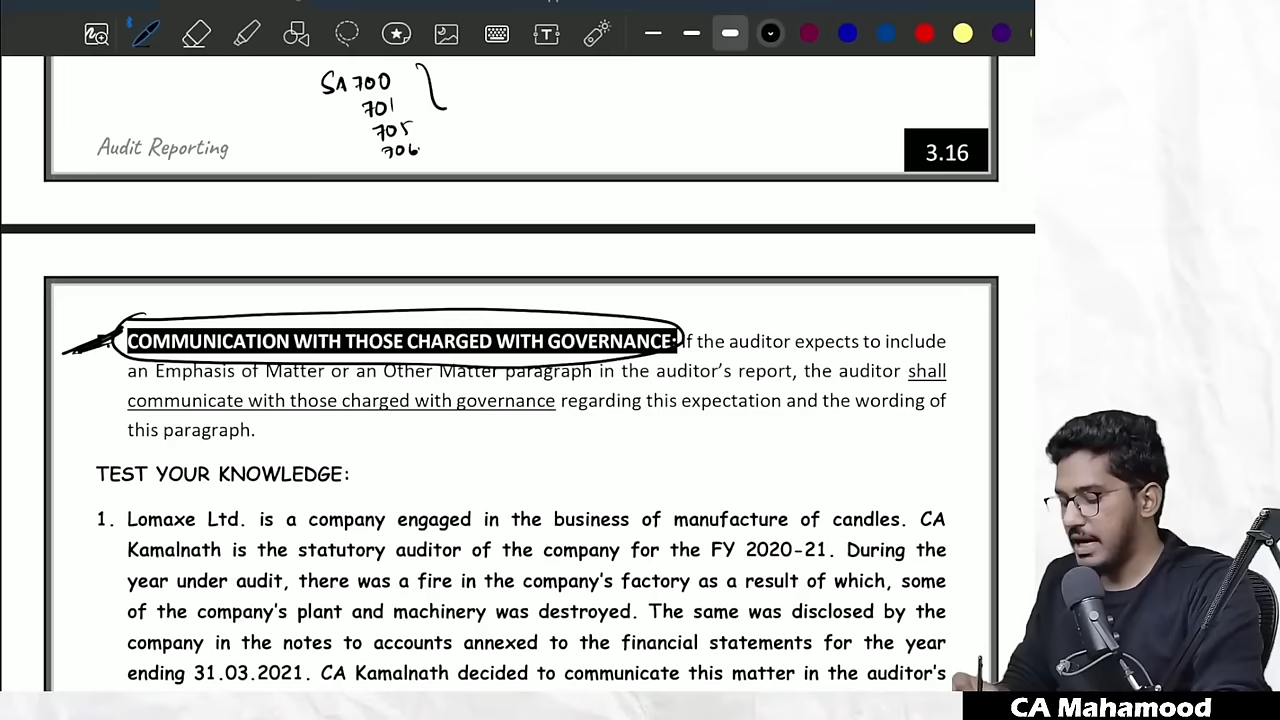 SA 700
701
705
706
Audit Reporting
3.16
COMMUNICATION WITH THOSE CHARGED WITH GOVERNANCE: If the auditor expects to include
an Emphasis of Matter or an Other Matter paragraph in the auditor's report, the auditor shall
communicate with those charged with governance regarding this expectation and the wording of
this paragraph.
TEST YOUR KNOWLEDGE:
1. Lomaxe Ltd. is a company engaged in the business of manufacture of candles. CA
Kamalnath is the statutory auditor of the company for the FY 2020-21. During the
year under audit, there was a fire in the company's factory as a result of which, some
of the company's plant and machinery was destroyed. The same was disclosed by the
company in the notes to accounts annexed to the financial statements for the year
ending 31.03.2021. CA Kamalnath decided to communicate this matter in the auditor's
CA Mahamood